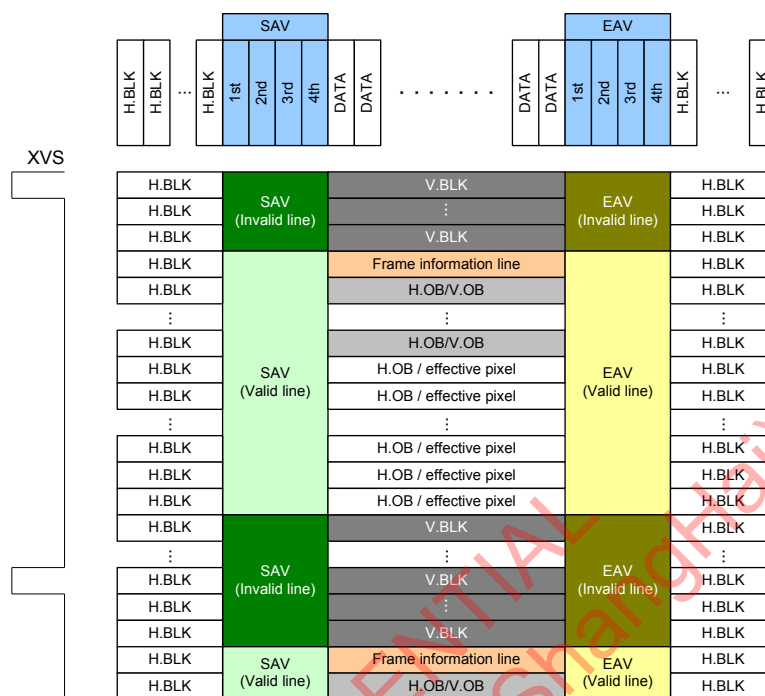 SAV EAV
H.BLK H.BLK ... H.BLK 1st 2nd 3rd 4th DATA DATA . . . . . . . DATA DATA 1st 2nd 3rd 4th H.BLK ... H.BLK
XVS
H.BLK V.BLK H.BLK
SAV (Invalid line) EAV (Invalid line)
H.BLK ⋮ H.BLK
H.BLK V.BLK H.BLK
H.BLK Frame information line H.BLK
H.BLK H.OB/V.OB H.BLK
⋮ ⋮ ⋮
H.BLK H.OB/V.OB H.BLK
H.BLK H.OB / effective pixel H.BLK
SAV (Valid line) EAV (Valid line)
H.BLK H.OB / effective pixel H.BLK
⋮ ⋮ ⋮
H.BLK H.OB / effective pixel H.BLK
H.BLK H.OB / effective pixel H.BLK
H.BLK H.OB / effective pixel H.BLK
H.BLK V.BLK H.BLK
⋮ ⋮ ⋮
H.BLK V.BLK H.BLK
SAV (Invalid line) EAV (Invalid line)
H.BLK ⋮ H.BLK
H.BLK V.BLK H.BLK
H.BLK Frame information line H.BLK
SAV (Valid line) EAV (Valid line)
H.BLK H.OB/V.OB H.BLK
ENTIAL
ShangHai